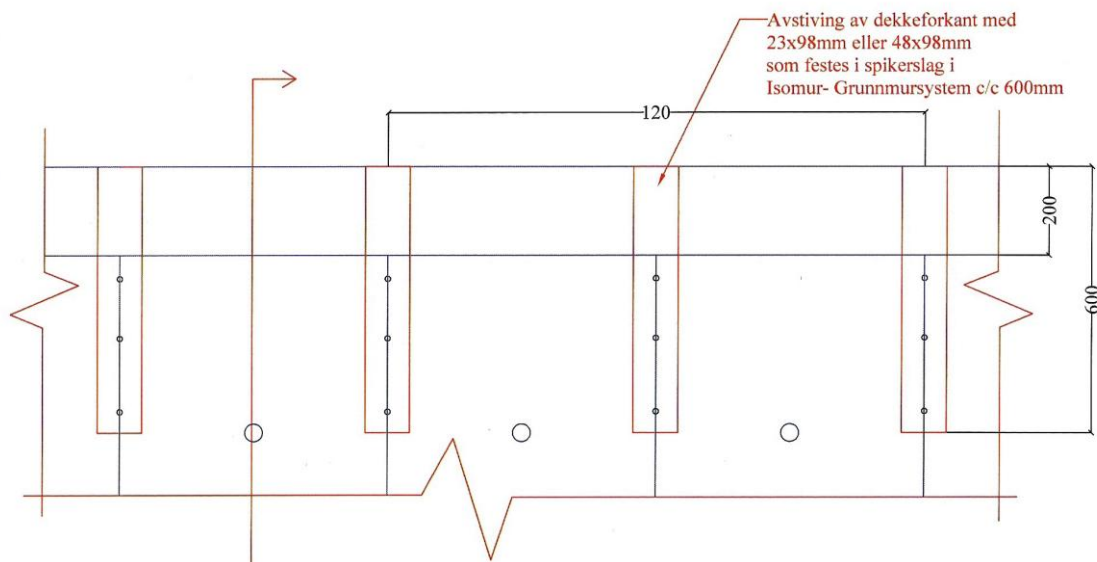 Avstiving av dekkeforkant med
23x98mm eller 48x98mm
som festes i spikerslag i
Isomur- Grunnmursystem c/c 600mm
120
200
600